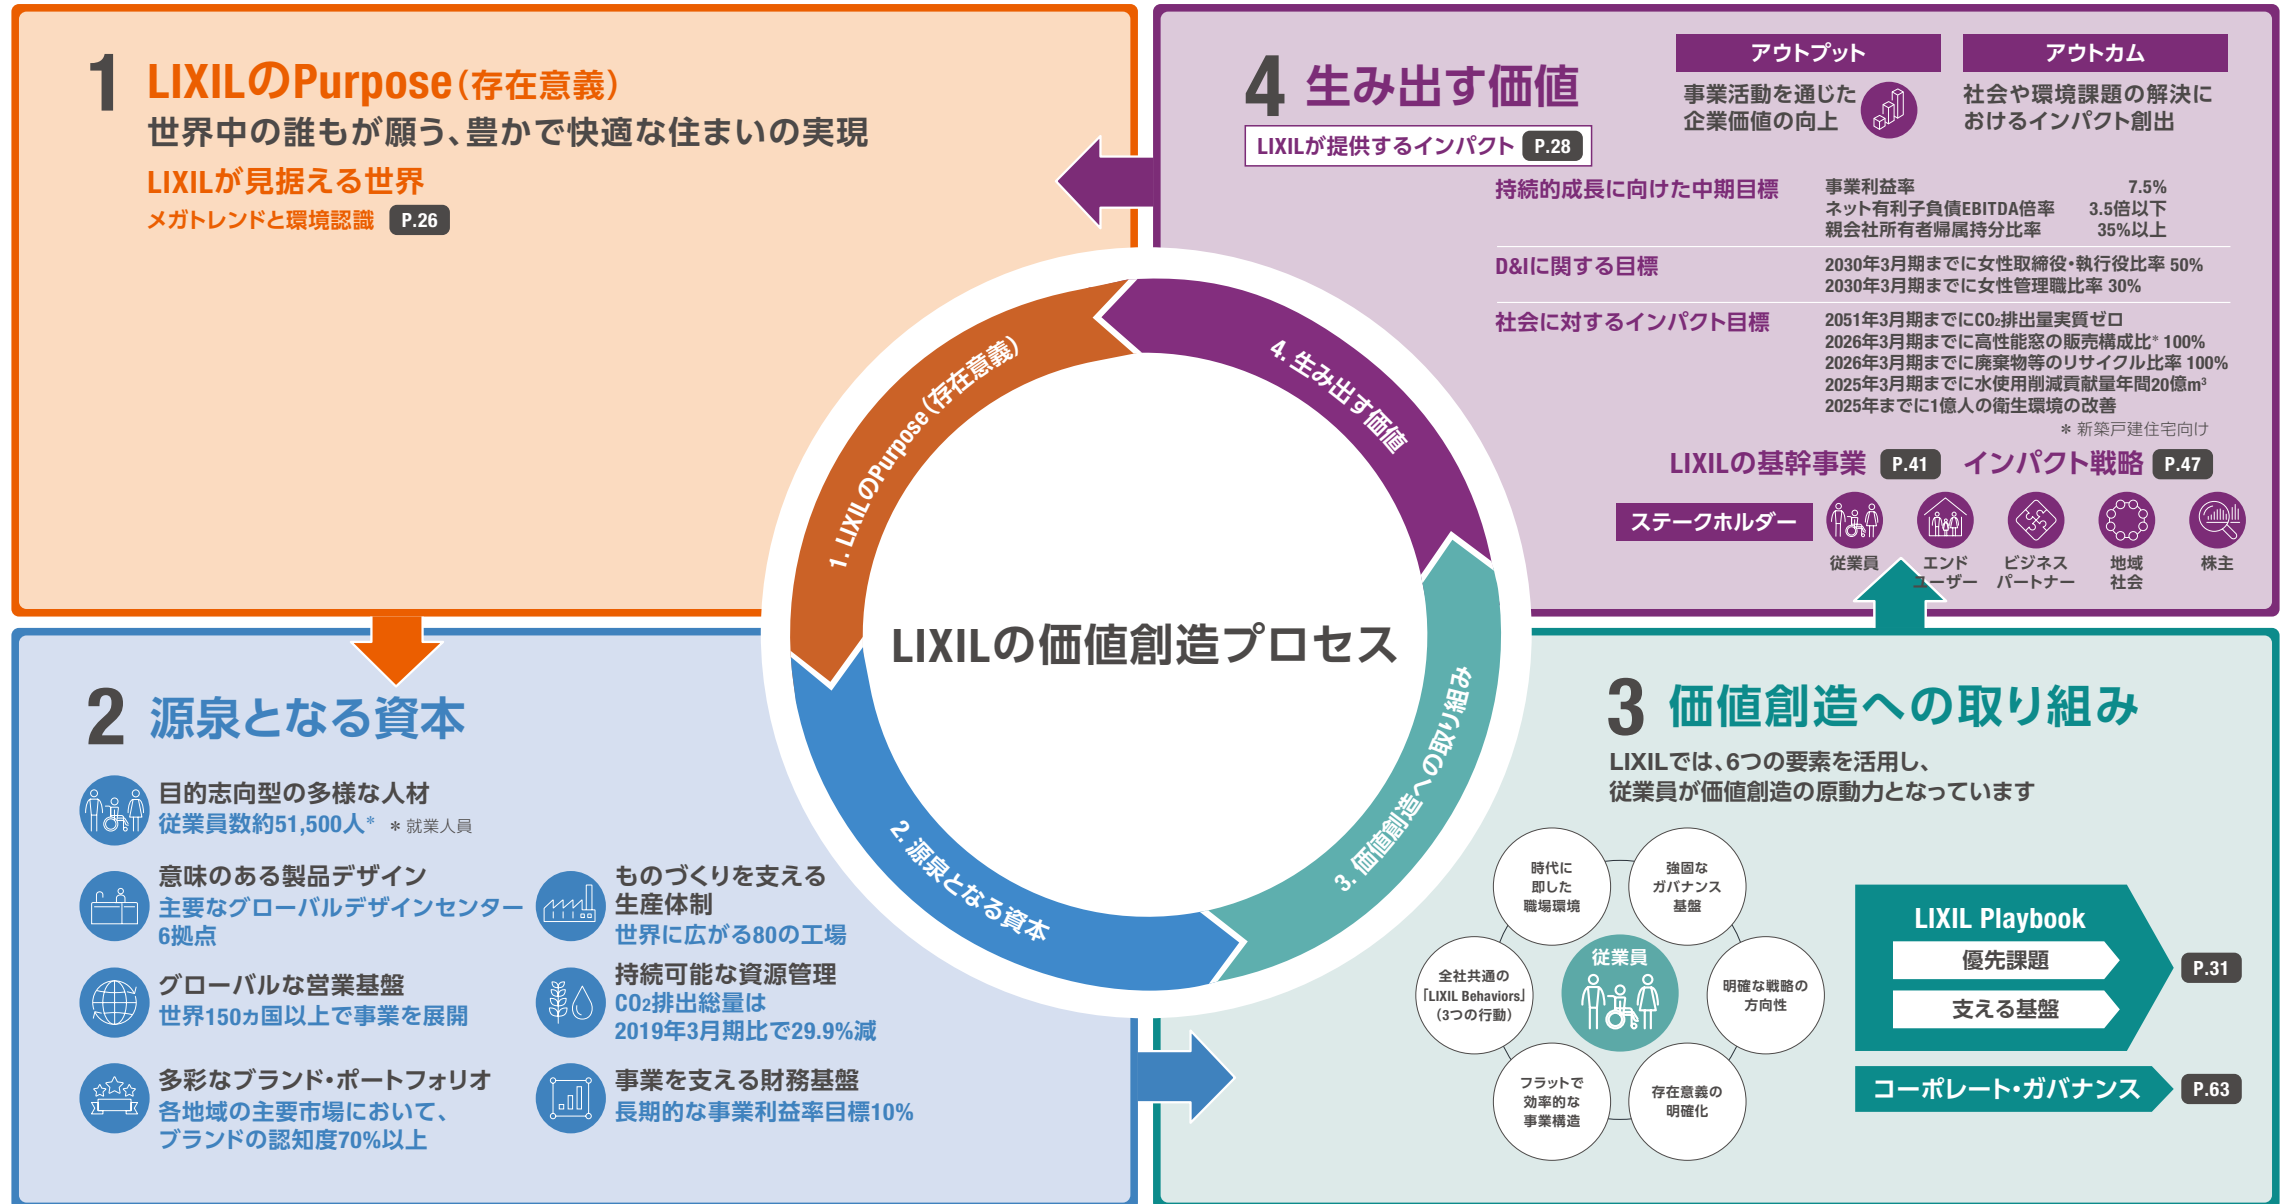 1 LIXILのPurpose(存在意義)
世界中の誰もが願う、豊かで快適な住まいの実現
LIXILが見据える世界
メガトレンドと環境認識 P.26
4 生み出す価値
LIXILが提供するインパクト P.28
アウトプット
事業活動を通じた
企業価値の向上
アウトカム
社会や環境課題の解決に
おけるインパクト創出
持続的成長に向けた中期目標
事業利益率 7.5%
ネット有利子負債EBITDA倍率 3.5倍以下
親会社所有者帰属持分比率 35%以上
D&Iに関する目標
2030年3月期までに女性取締役・執行役比率 50%
2030年3月期までに女性管理職比率 30%
社会に対するインパクト目標
2051年3月期までにCO₂排出量実質ゼロ
2026年3月期までに高性能窓の販売構成比* 100%
2026年3月期までに廃棄物等のリサイクル比率 100%
2025年3月期までに水使用削減貢献量年間20億m³
2025年までに1億人の衛生環境の改善
* 新築戸建住宅向け
LIXILの基幹事業 P.41 インパクト戦略 P.47
ステークホルダー
従業員
エンド
ユーザー
ビジネス
パートナー
地域
社会
株主
LIXILの価値創造プロセス
1. LIXILのPurpose(存在意義)
2. 源泉となる資本
3. 価値創造への取り組み
4. 生み出す価値
2 源泉となる資本
目的志向型の多様な人材
従業員数約51,500人* * 就業人員
意味のある製品デザイン
主要なグローバルデザインセンター
6拠点
グローバルな営業基盤
世界150ヵ国以上で事業を展開
多彩なブランド・ポートフォリオ
各地域の主要市場において、
ブランドの認知度70%以上
ものづくりを支える
生産体制
世界に広がる80の工場
持続可能な資源管理
CO₂排出総量は
2019年3月期比で29.9%減
事業を支える財務基盤
長期的な事業利益率目標10%
3 価値創造への取り組み
LIXILでは、6つの要素を活用し、
従業員が価値創造の原動力となっています
時代に
即した
職場環境
強固な
ガバナンス
基盤
全社共通の
「LIXIL Behaviors」
(3つの行動)
従業員
明確な戦略の
方向性
フラットで
効率的な
事業構造
存在意義の
明確化
LIXIL Playbook
優先課題
支える基盤
P.31
コーポレート・ガバナンス P.63